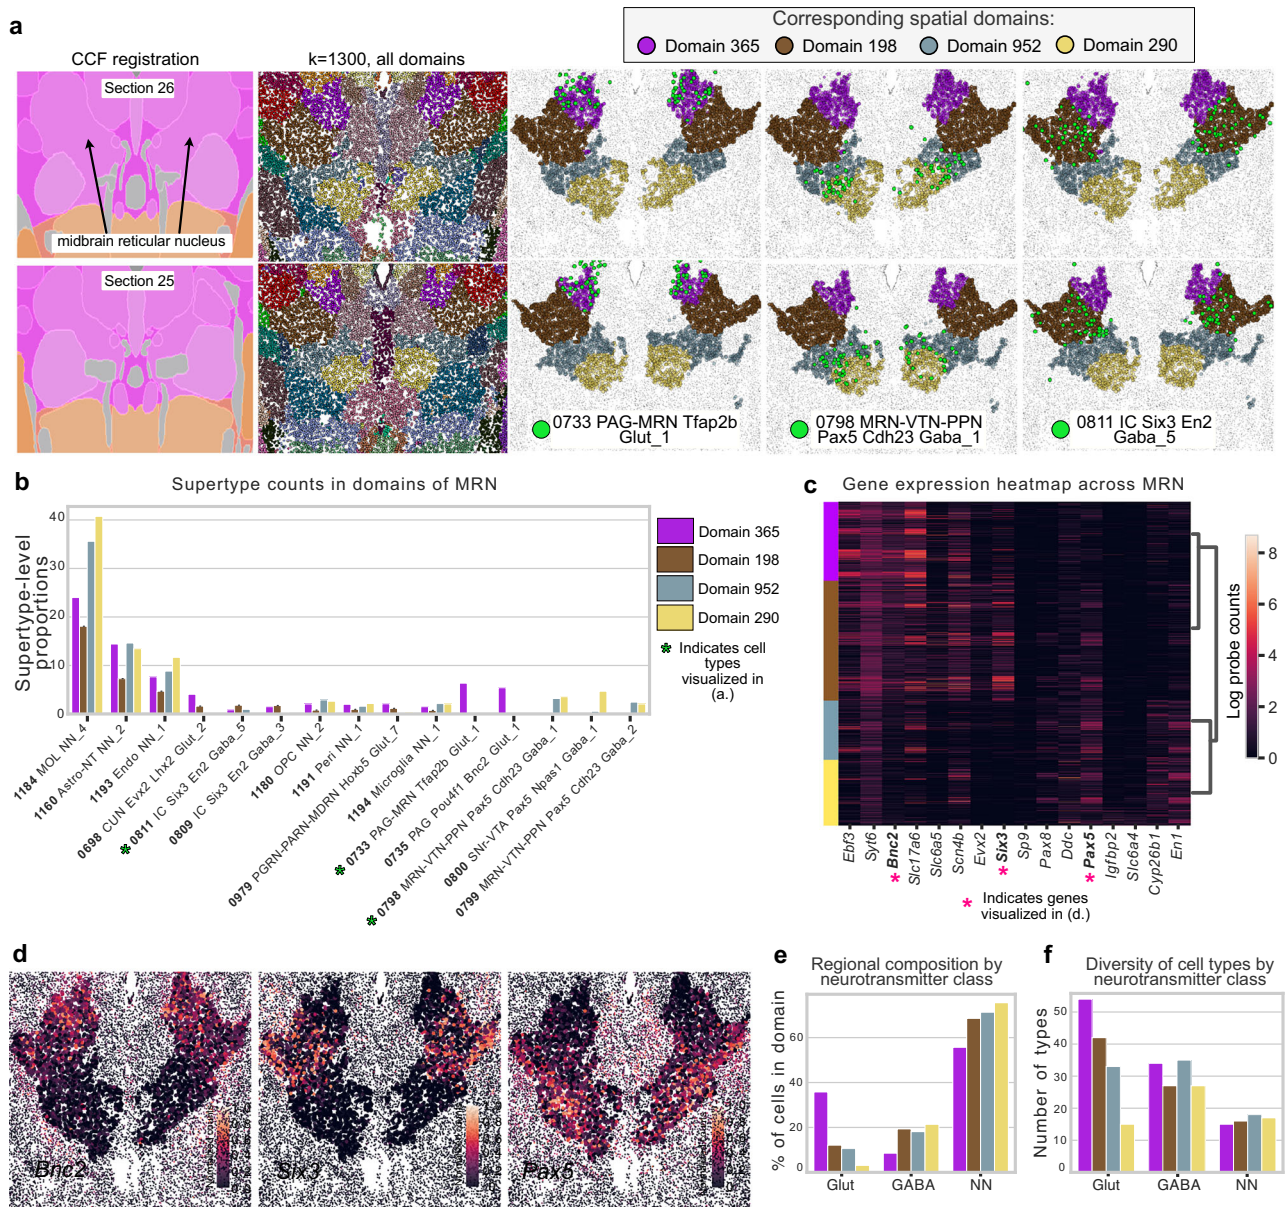 a
Corresponding spatial domains:
Domain 365
Domain 198
Domain 952
Domain 290
CCF registration
k=1300, all domains
Section 26
midbrain reticular nucleus
Section 25
0733 PAG-MRN Tfap2b
Glut_1
0798 MRN-VTN-PPN
Pax5 Cdh23 Gaba_1
0811 IC Six3 En2
Gaba_5
b
Supertype counts in domains of MRN
Supertype-level
proportions
40
30
20
10
0
1184 MOL NN_4
1160 Astro-NT NN_2
1193 Endo NN_1
0698 CUN Evx2 Lhx2 Glut_2
* 0811 IC Six3 En2 Gaba_5
0809 IC Six3 En2 Gaba_3
1180 OPC NN_2
1191 Peri NN_1
0979 PGRN-PARN-MDRN Hoxb5 Glut_7
1194 Microglia NN_1
* 0733 PAG-MRN Tfap2b Glut_1
0735 PAG Pou4f1 Bnc2 Glut_1
* 0798 MRN-VTN-PPN Pax5 Cdh23 Gaba_1
0800 SNr-VTA Pax5 Npas1 Gaba_1
0799 MRN-VTN-PPN Pax5 Cdh23 Gaba_2
Domain 365
Domain 198
Domain 952
Domain 290
* Indicates cell
types
visualized in
(a.)
c
Gene expression heatmap across MRN
Log probe counts
8
6
4
2
0
Ebf3
Syt6
* Bnc2
Slc17a6
Slc6a5
Scn4b
Evx2
* Six3
Sp9
Pax8
Ddc
* Pax5
Igfbp2
Slc6a4
Cyp26b1
En1
* Indicates genes
visualized in (d.)
d
Bnc2
Six3
Pax5
e
Regional composition by
neurotransmitter class
% of cells in domain
60
40
20
0
Glut
GABA
NN
f
Diversity of cell types by
neurotransmitter class
Number of types
50
40
30
20
10
0
Glut
GABA
NN